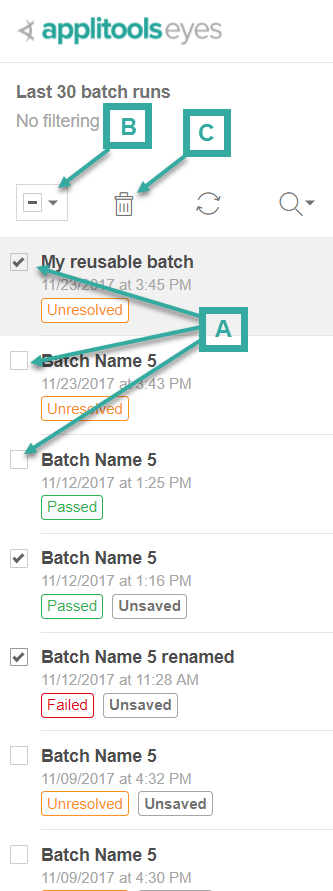 applitools eyes
Last 30 batch runs
No filtering
B
C
My reusable batch
11/23/2017 at 3:45 PM
Unresolved
A
Batch Name 5
11/23/2017 at 3:43 PM
Unresolved
Batch Name 5
11/12/2017 at 1:25 PM
Passed
Batch Name 5
11/12/2017 at 1:16 PM
Passed Unsaved
Batch Name 5 renamed
11/12/2017 at 11:28 AM
Failed Unsaved
Batch Name 5
11/09/2017 at 4:32 PM
Unresolved Unsaved
Batch Name 5
11/09/2017 at 4:30 PM